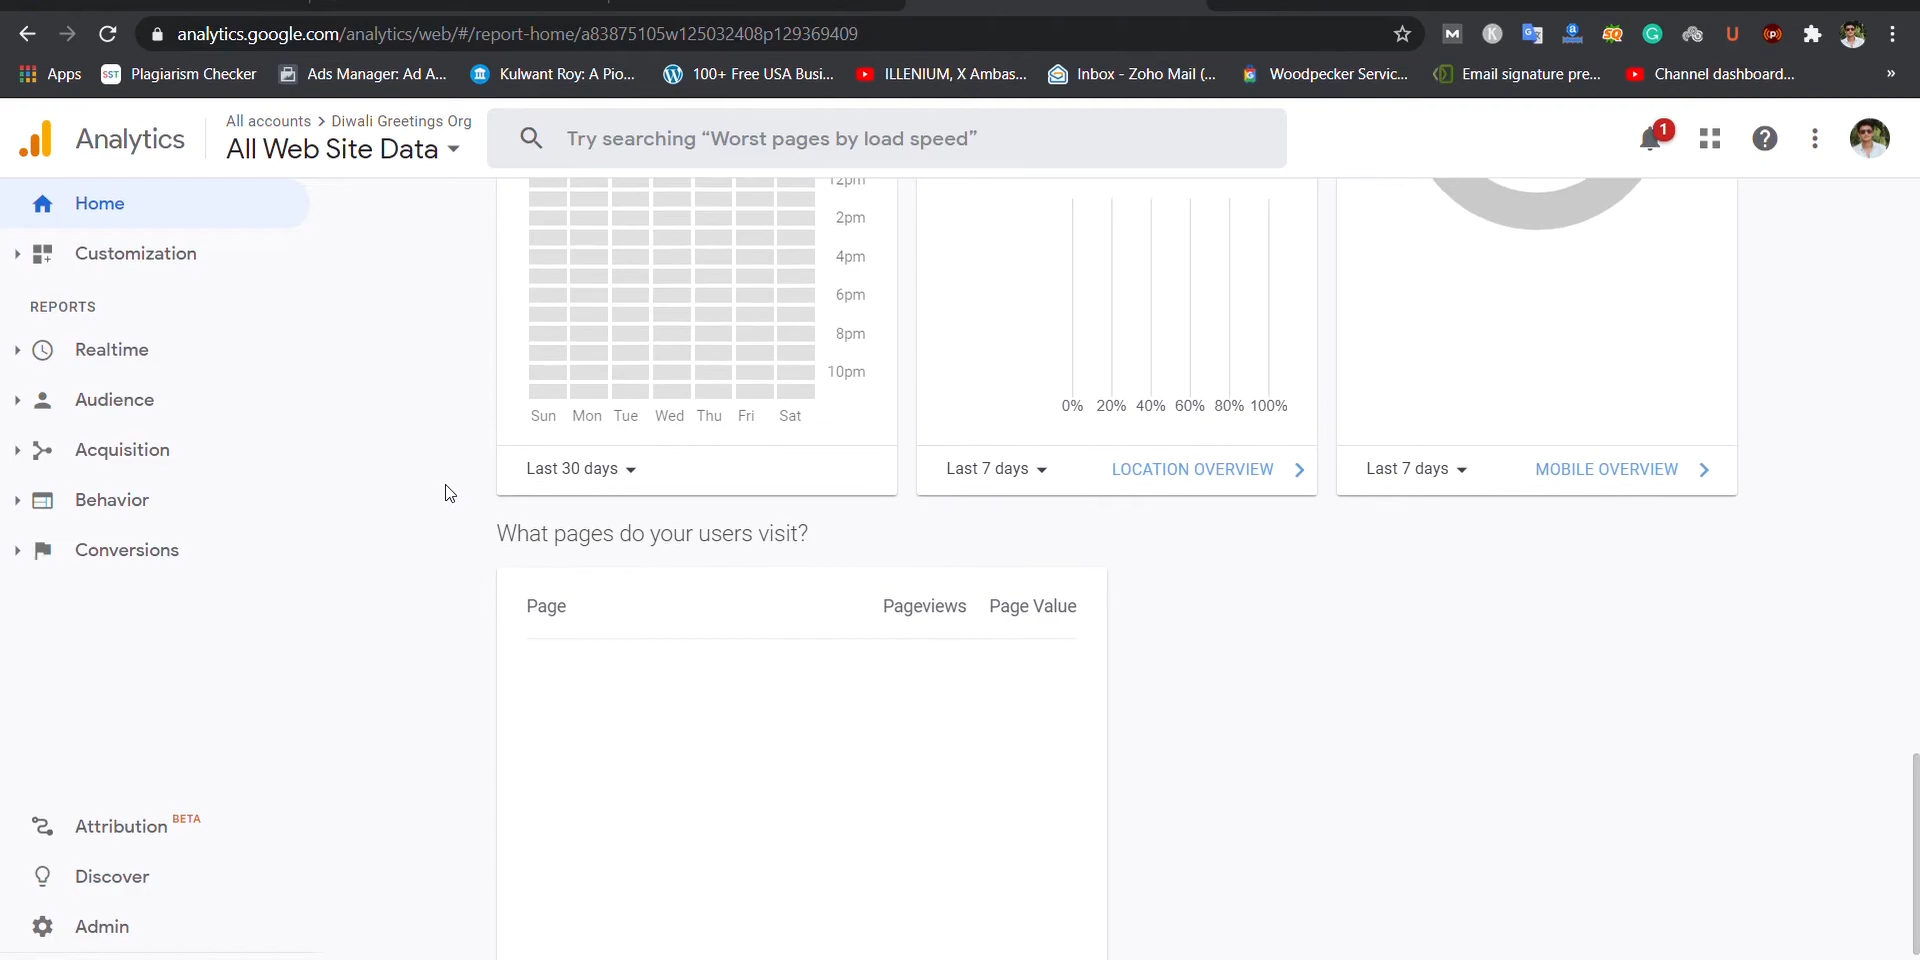 analytics.google.com/analytics/web/#/report-home/a83875105w125032408p129369409
Apps
SST
Plagiarism Checker
Ads Manager: Ad A...
Kulwant Roy: A Pio...
100+ Free USA Busi...
ILLENIUM, X Ambas...
Inbox - Zoho Mail (...
Woodpecker Servic...
Email signature pre...
Channel dashboard...
»
Analytics
All accounts > Diwali Greetings Org
All Web Site Data
Try searching “Worst pages by load speed”
1
Home
Customization
REPORTS
Realtime
Audience
Acquisition
Behavior
Conversions
Attribution BETA
Discover
Admin
12pm
2pm
4pm
6pm
8pm
10pm
Sun Mon Tue Wed Thu Fri Sat
Last 30 days
0% 20% 40% 60% 80% 100%
Last 7 days
LOCATION OVERVIEW
Last 7 days
MOBILE OVERVIEW
What pages do your users visit?
Page Pageviews Page Value